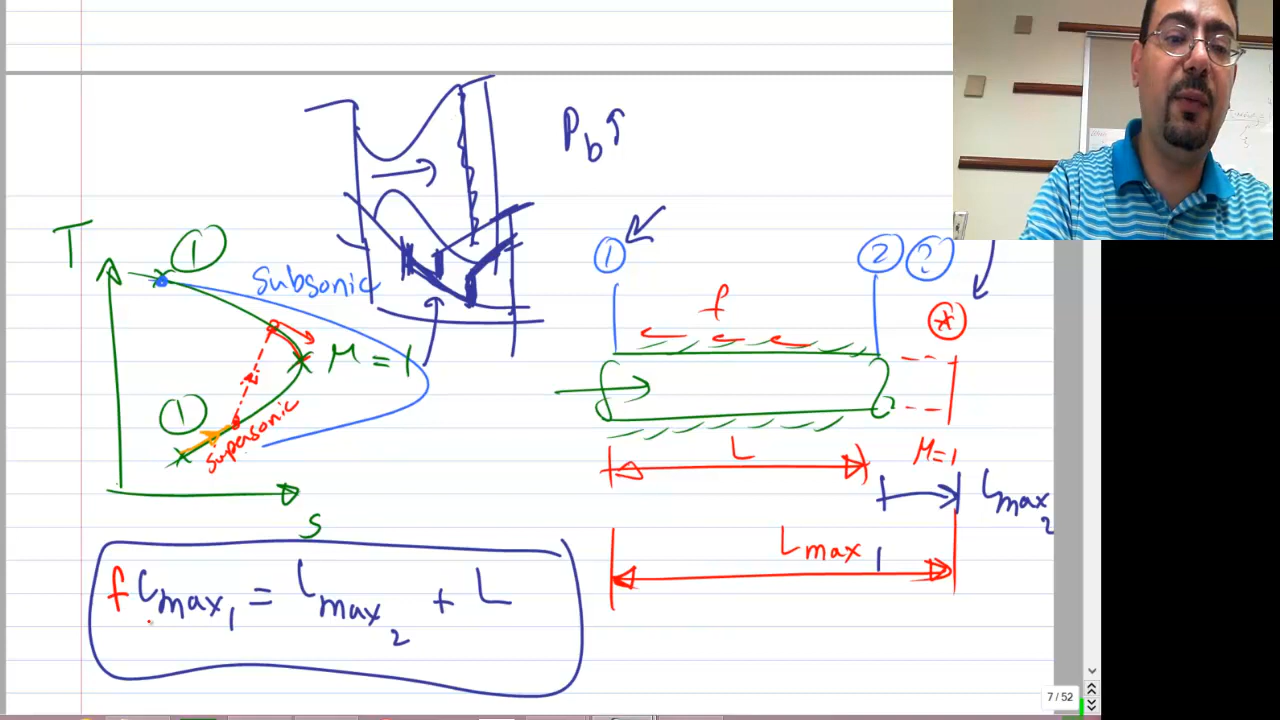 P_b ↑
T
①
subsonic
M = 1
①
supersonic
S
① ② ②
f
*
L
M=1
L_max_2
L_max_1
f L_max_1 = L_max_2 + L
7 / 52